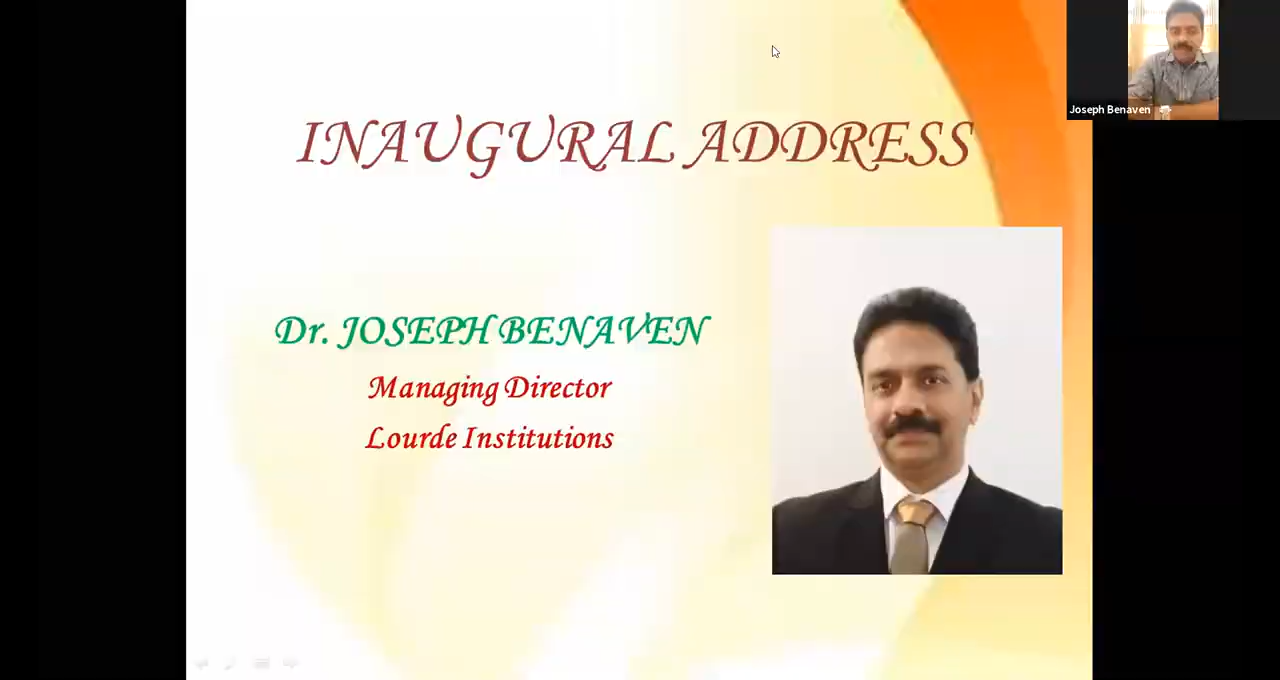 INAUGURAL ADDRESS
Dr. JOSEPH BENAVEN
Managing Director
Lourde Institutions
Joseph Benaven